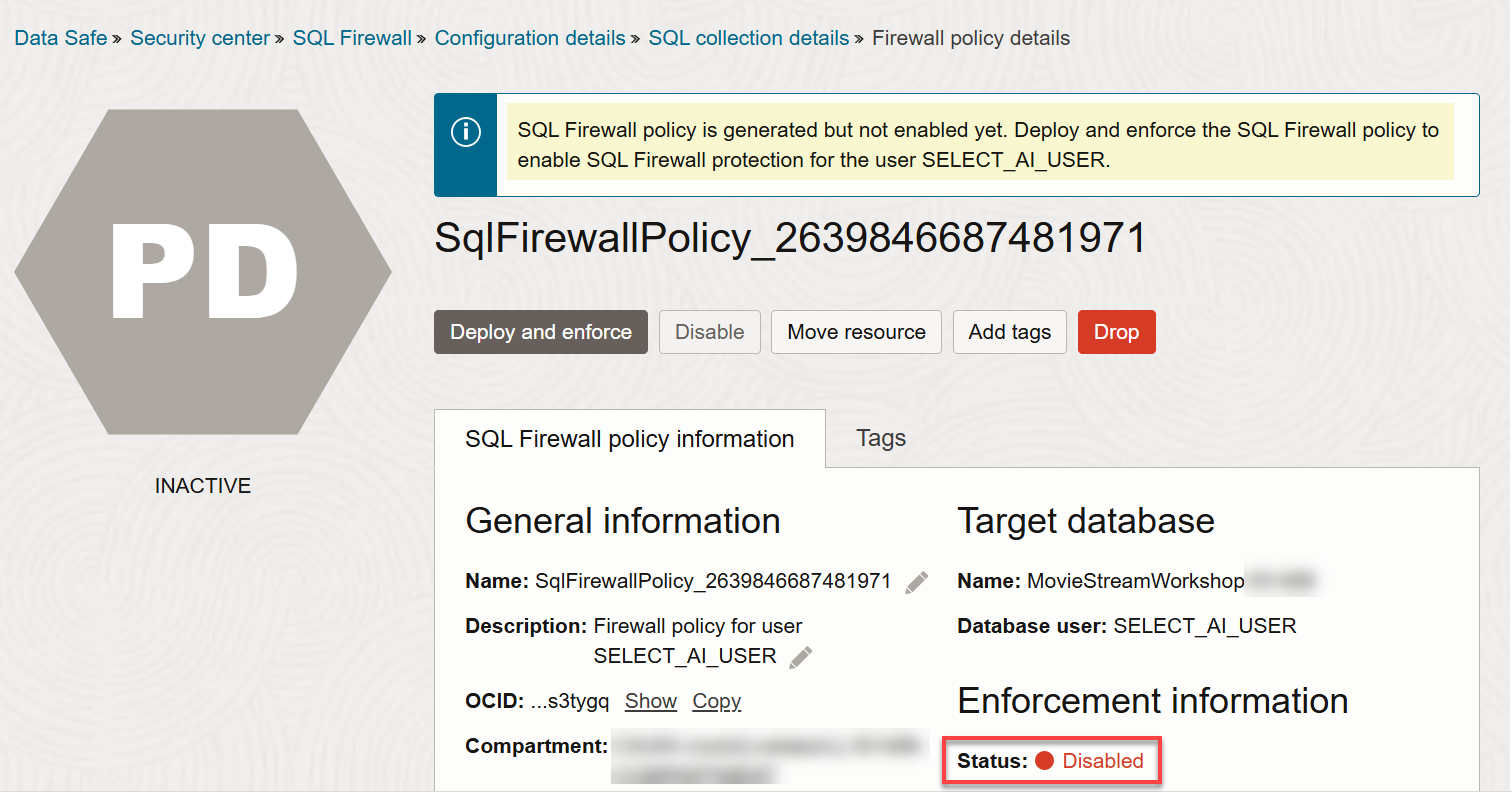 Data Safe » Security center » SQL Firewall » Configuration details » SQL collection details » Firewall policy details
SQL Firewall policy is generated but not enabled yet. Deploy and enforce the SQL Firewall policy to
enable SQL Firewall protection for the user SELECT_AI_USER.
PD
INACTIVE
SqlFirewallPolicy_2639846687481971
Deploy and enforce Disable Move resource Add tags Drop
SQL Firewall policy information Tags
General information
Name: SqlFirewallPolicy_2639846687481971
Description: Firewall policy for user
SELECT_AI_USER
OCID: ...s3tygq Show Copy
Compartment:
Target database
Name: MovieStreamWorkshop
Database user: SELECT_AI_USER
Enforcement information
Status: Disabled